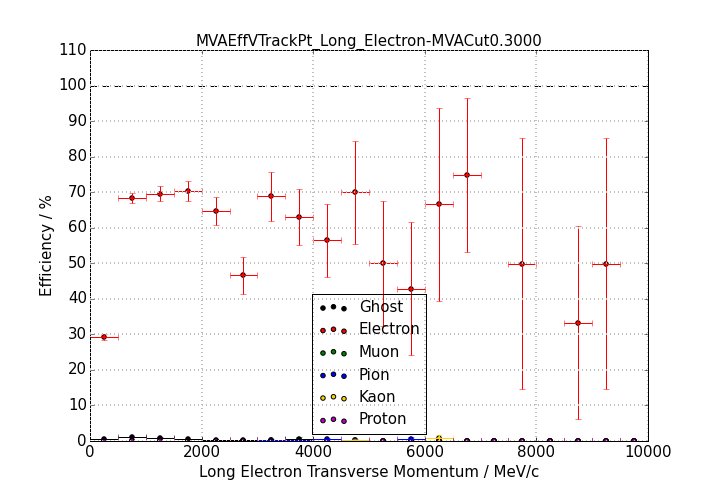 MVAEffVTrackPt_Long_Electron-MVACut0.3000
110
100
90
80
70
60
50
40
30
20
10
0
Efficiency / %
Ghost
Electron
Muon
Pion
Kaon
Proton
0 2000 4000 6000 8000 10000
Long Electron Transverse Momentum / MeV/c